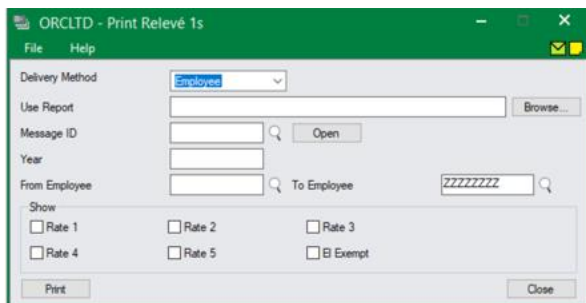 ORCLTD - Print Relevé 1s
File Help
Delivery Method Employee
Use Report Browse...
Message ID Open
Year
From Employee To Employee ZZZZZZZZ
Show
Rate 1 Rate 2 Rate 3
Rate 4 Rate 5 EI Exempt
Print Close